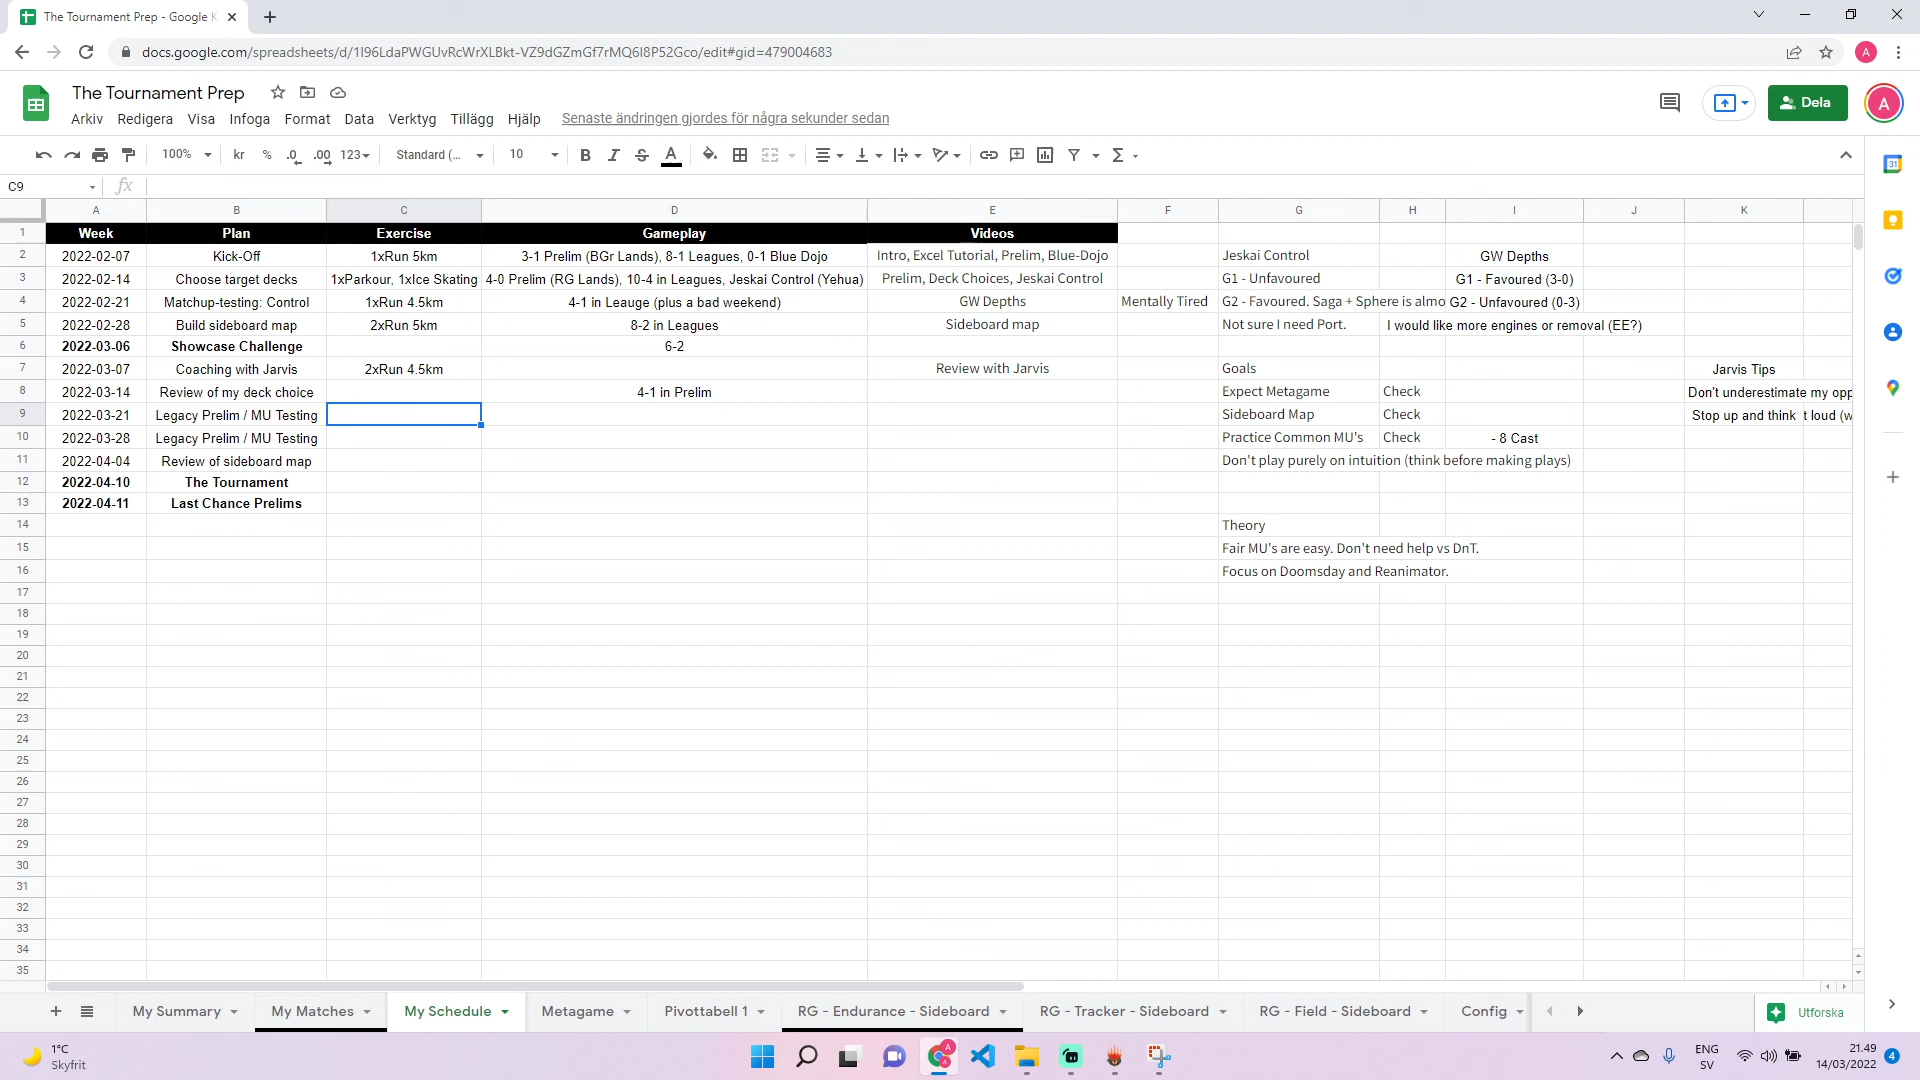 The Tournament Prep - Google K
docs.google.com/spreadsheets/d/1I96LdaPWGUvRcWrXLBkt-VZ9dGZmGf7rMQ6I8P52Gco/edit#gid=479004683
A
The Tournament Prep
Arkiv Redigera Visa Infoga Format Data Verktyg Tillägg Hjälp Senaste ändringen gjordes för några sekunder sedan
Dela
A
100% kr % .0 .00 123 Standard (... 10 B I S A
C9 fx
A B C D E F G H I J K
1 Week Plan Exercise Gameplay Videos
2 2022-02-07 Kick-Off 1xRun 5km 3-1 Prelim (BGr Lands), 8-1 Leagues, 0-1 Blue Dojo Intro, Excel Tutorial, Prelim, Blue-Dojo Jeskai Control GW Depths
3 2022-02-14 Choose target decks 1xParkour, 1xIce Skating 4-0 Prelim (RG Lands), 10-4 in Leagues, Jeskai Control (Yehua) Prelim, Deck Choices, Jeskai Control G1 - Unfavoured G1 - Favoured (3-0)
4 2022-02-21 Matchup-testing: Control 1xRun 4.5km 4-1 in Leauge (plus a bad weekend) GW Depths Mentally Tired G2 - Favoured. Saga + Sphere is almo G2 - Unfavoured (0-3)
5 2022-02-28 Build sideboard map 2xRun 5km 8-2 in Leagues Sideboard map Not sure I need Port. I would like more engines or removal (EE?)
6 2022-03-06 Showcase Challenge 6-2
7 2022-03-07 Coaching with Jarvis 2xRun 4.5km Review with Jarvis Goals Jarvis Tips
8 2022-03-14 Review of my deck choice 4-1 in Prelim Expect Metagame Check Don't underestimate my opp
9 2022-03-21 Legacy Prelim / MU Testing Sideboard Map Check Stop up and think t loud (w
10 2022-03-28 Legacy Prelim / MU Testing Practice Common MU's Check - 8 Cast
11 2022-04-04 Review of sideboard map Don't play purely on intuition (think before making plays)
12 2022-04-10 The Tournament
13 2022-04-11 Last Chance Prelims
14 Theory
15 Fair MU's are easy. Don't need help vs DnT.
16 Focus on Doomsday and Reanimator.
17
18
19
20
21
22
23
24
25
26
27
28
29
30
31
32
33
34
35
My Summary My Matches My Schedule Metagame Pivottabell 1 RG - Endurance - Sideboard RG - Tracker - Sideboard RG - Field - Sideboard Config Utforska
1°C
Skyfrit
ENG
SV
21.49
14/03/2022
4
31